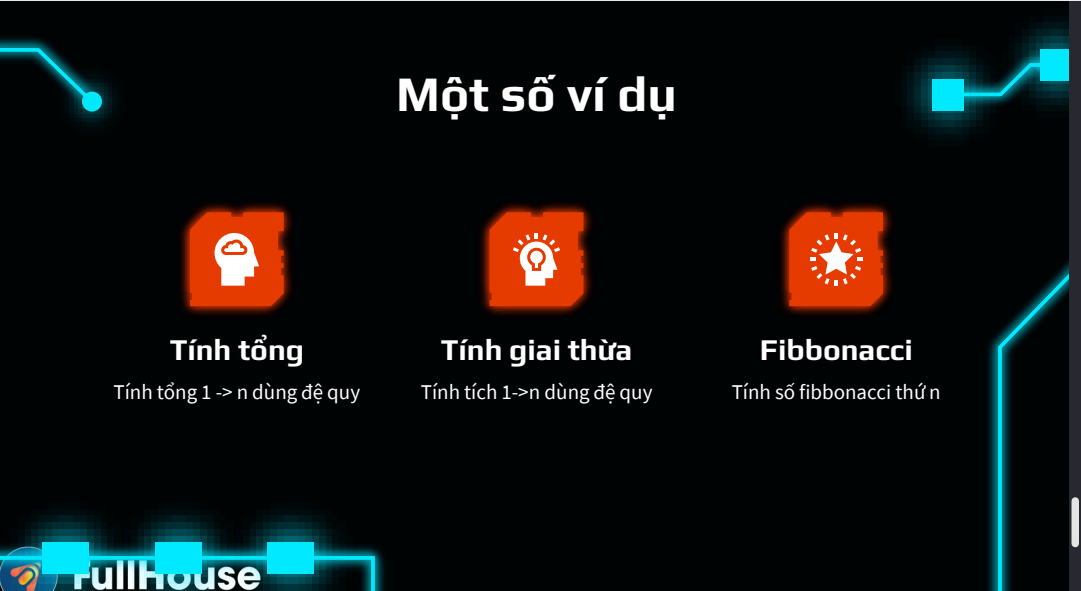 Một số ví dụ
Tính tổng
Tính tổng 1 -> n dùng đệ quy
Tính giai thừa
Tính tích 1->n dùng đệ quy
Fibbonacci
Tính số fibbonacci thứ n
FullHouse